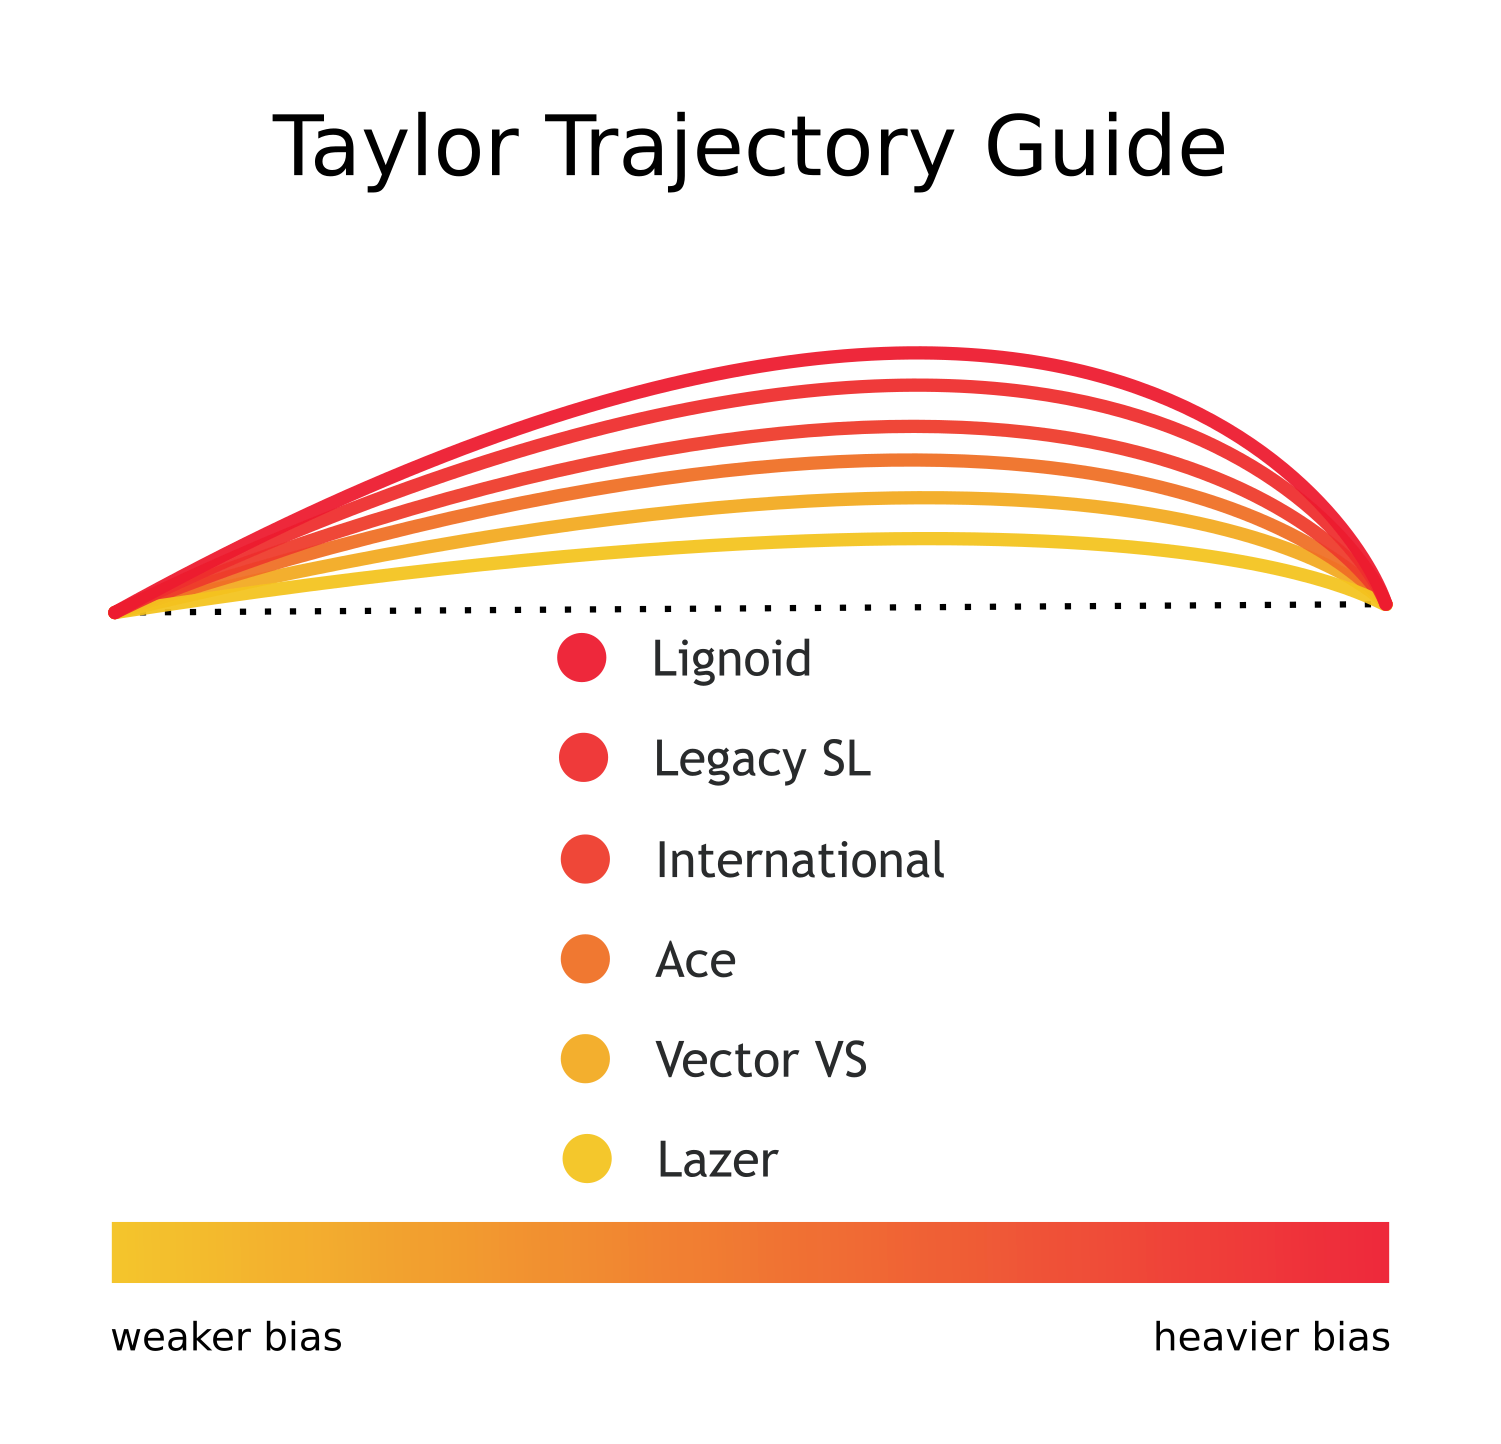 Taylor Trajectory Guide
Lignoid
Legacy SL
International
Ace
Vector VS
Lazer
weaker bias
heavier bias